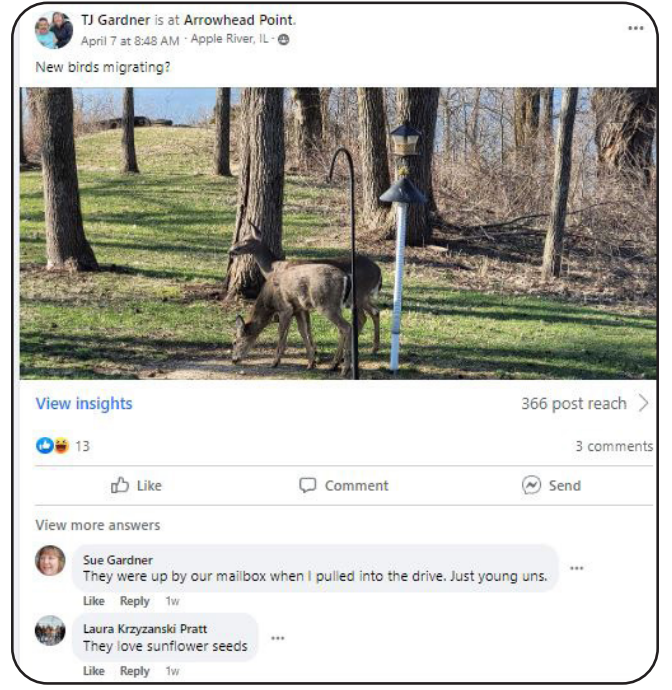 TJ Gardner is at Arrowhead Point.
April 7 at 8:48 AM · Apple River, IL ·
New birds migrating?
View insights
366 post reach
13
3 comments
Like
Comment
Send
View more answers
Sue Gardner
They were up by our mailbox when I pulled into the drive. Just young uns.
Like Reply 1w
Laura Krzyzanski Pratt
They love sunflower seeds
Like Reply 1w